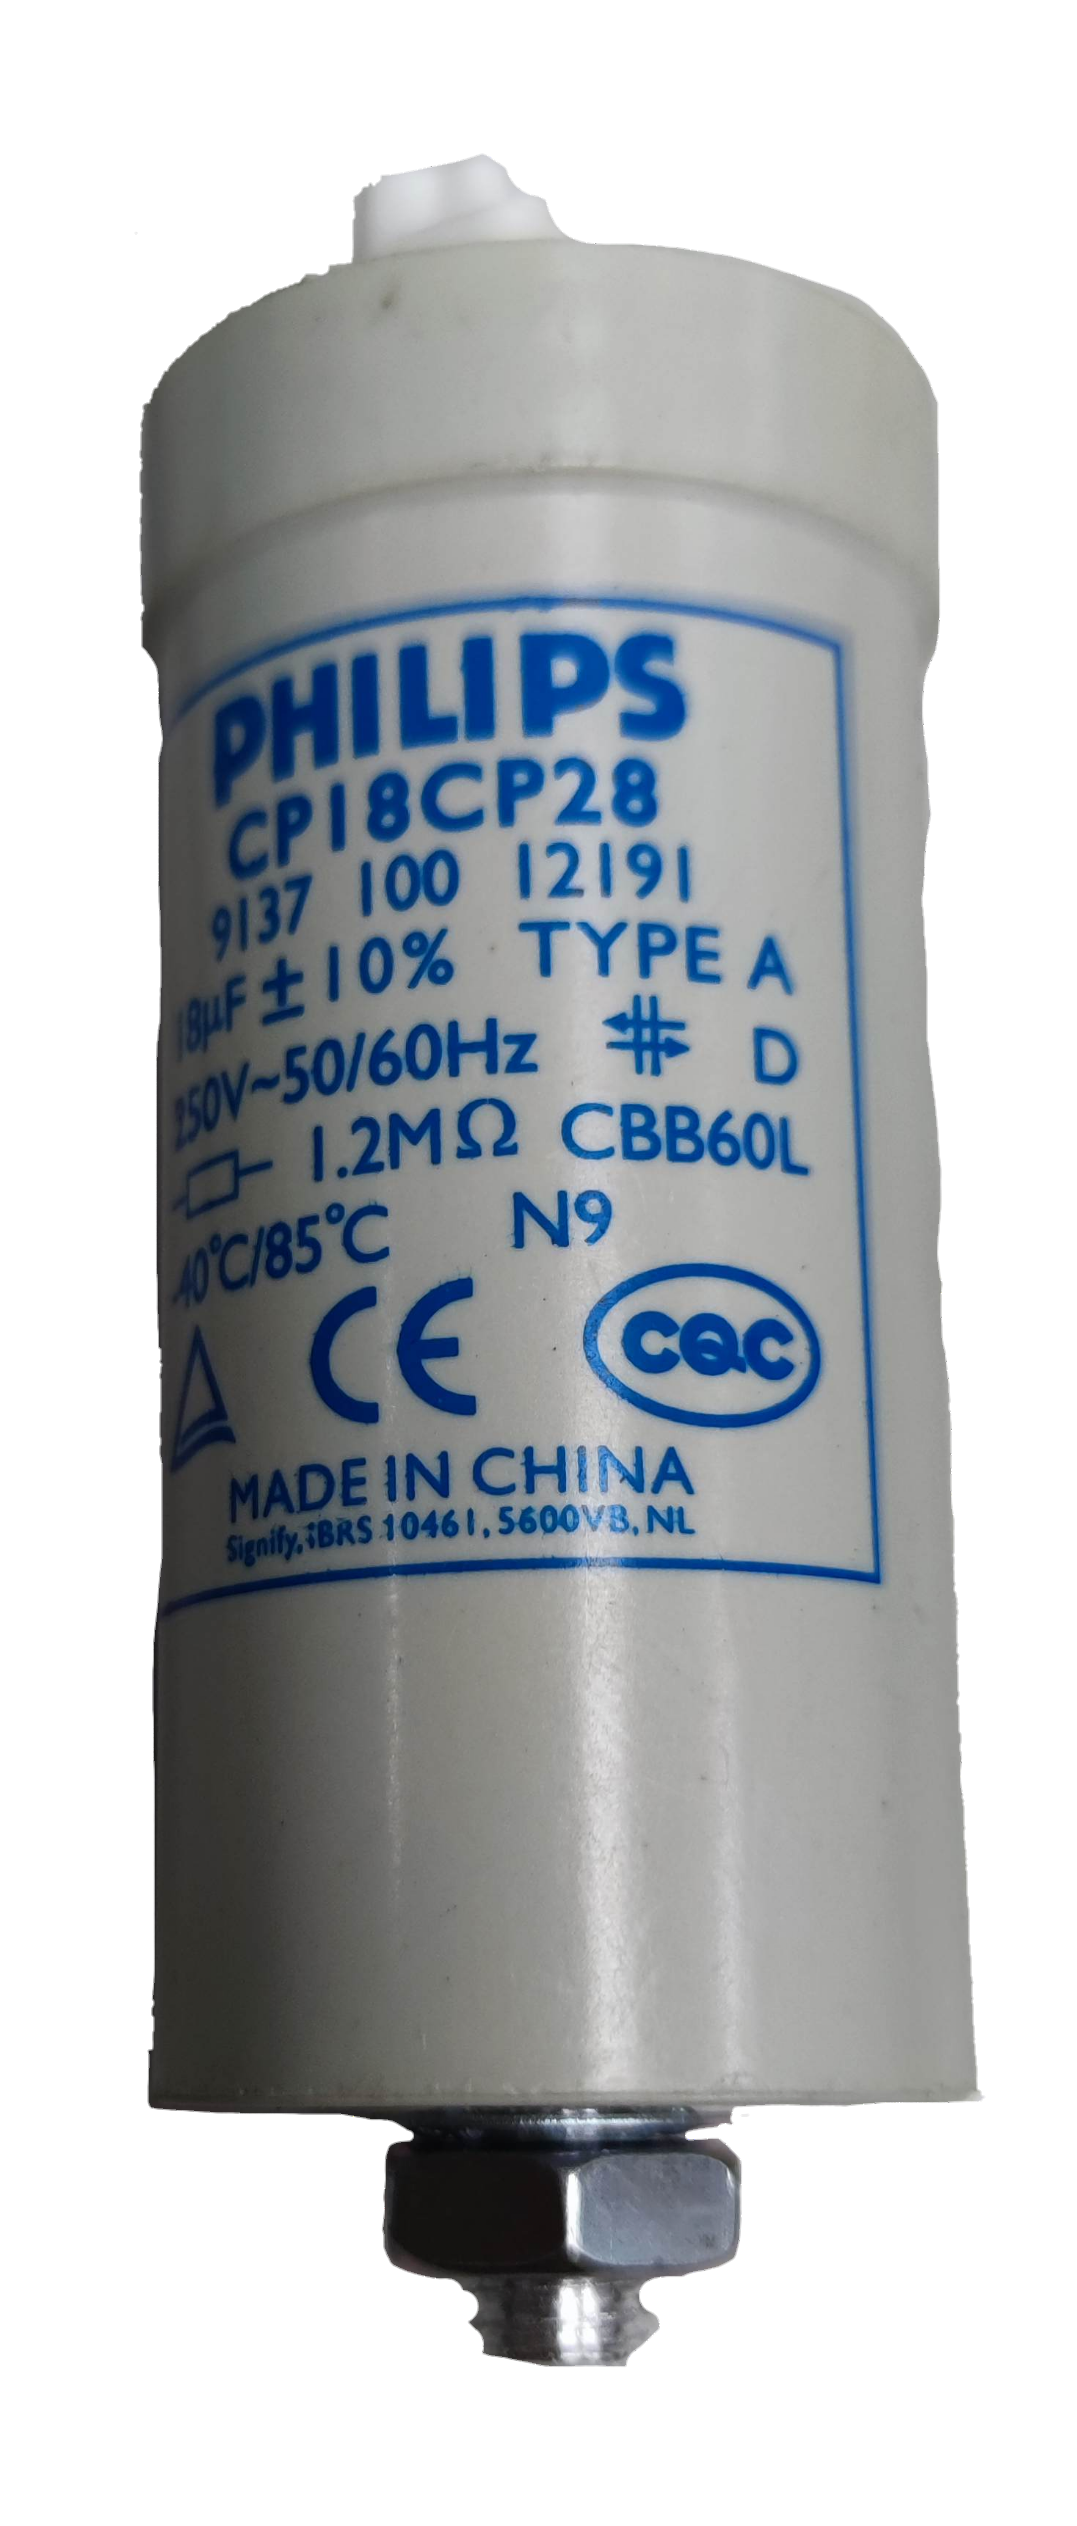 PHILIPS
CP18CP28
9137 100 12191
18µF ± 10% TYPE A
250V~50/60Hz D
1.2MΩ CBB60L
-40°C/85°C N9
CE CQC
MADE IN CHINA
Signify, iBRS 10461, 5600VB, NL